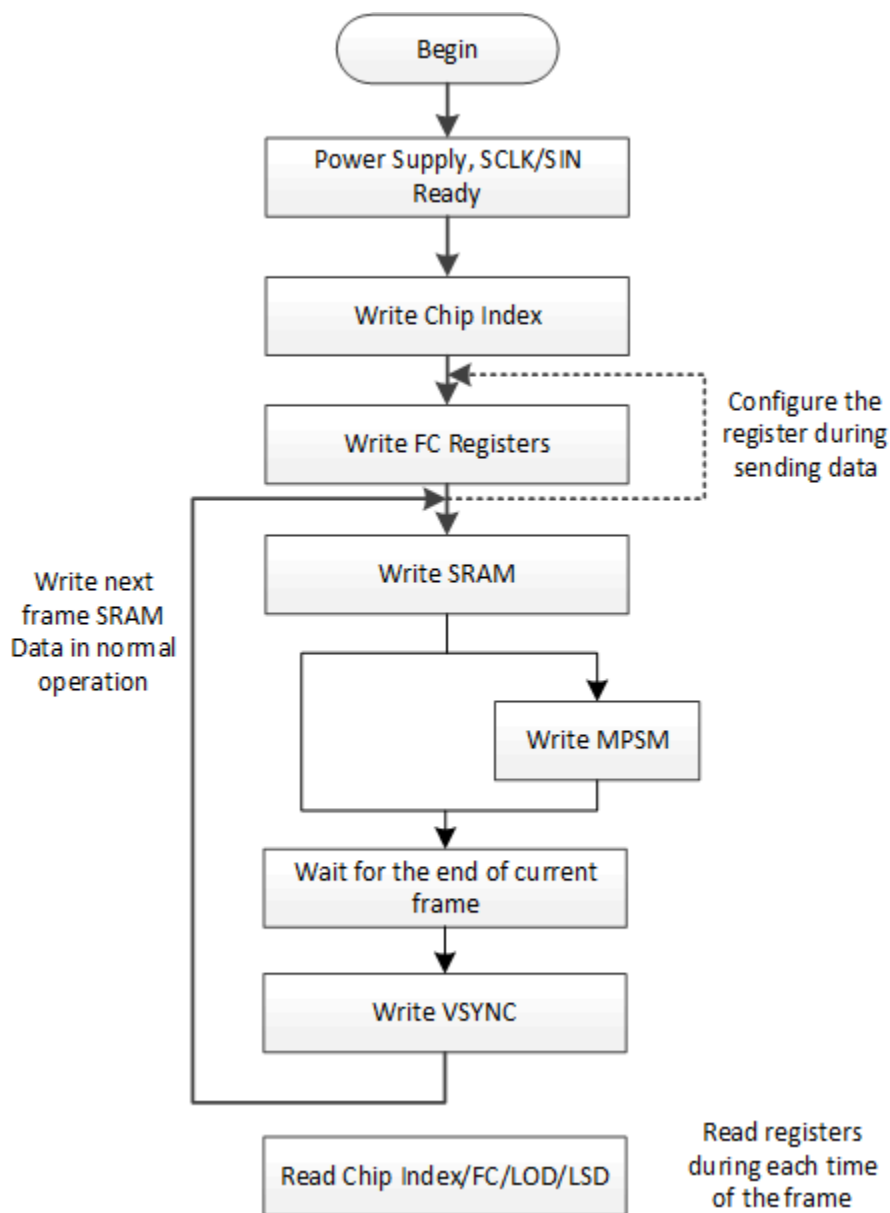 Begin
Power Supply, SCLK/SIN
Ready
Write Chip Index
Configure the
register during
sending data
Write FC Registers
Write SRAM
Write next
frame SRAM
Data in normal
operation
Write MPSM
Wait for the end of current
frame
Write VSYNC
Read Chip Index/FC/LOD/LSD
Read registers
during each time
of the frame